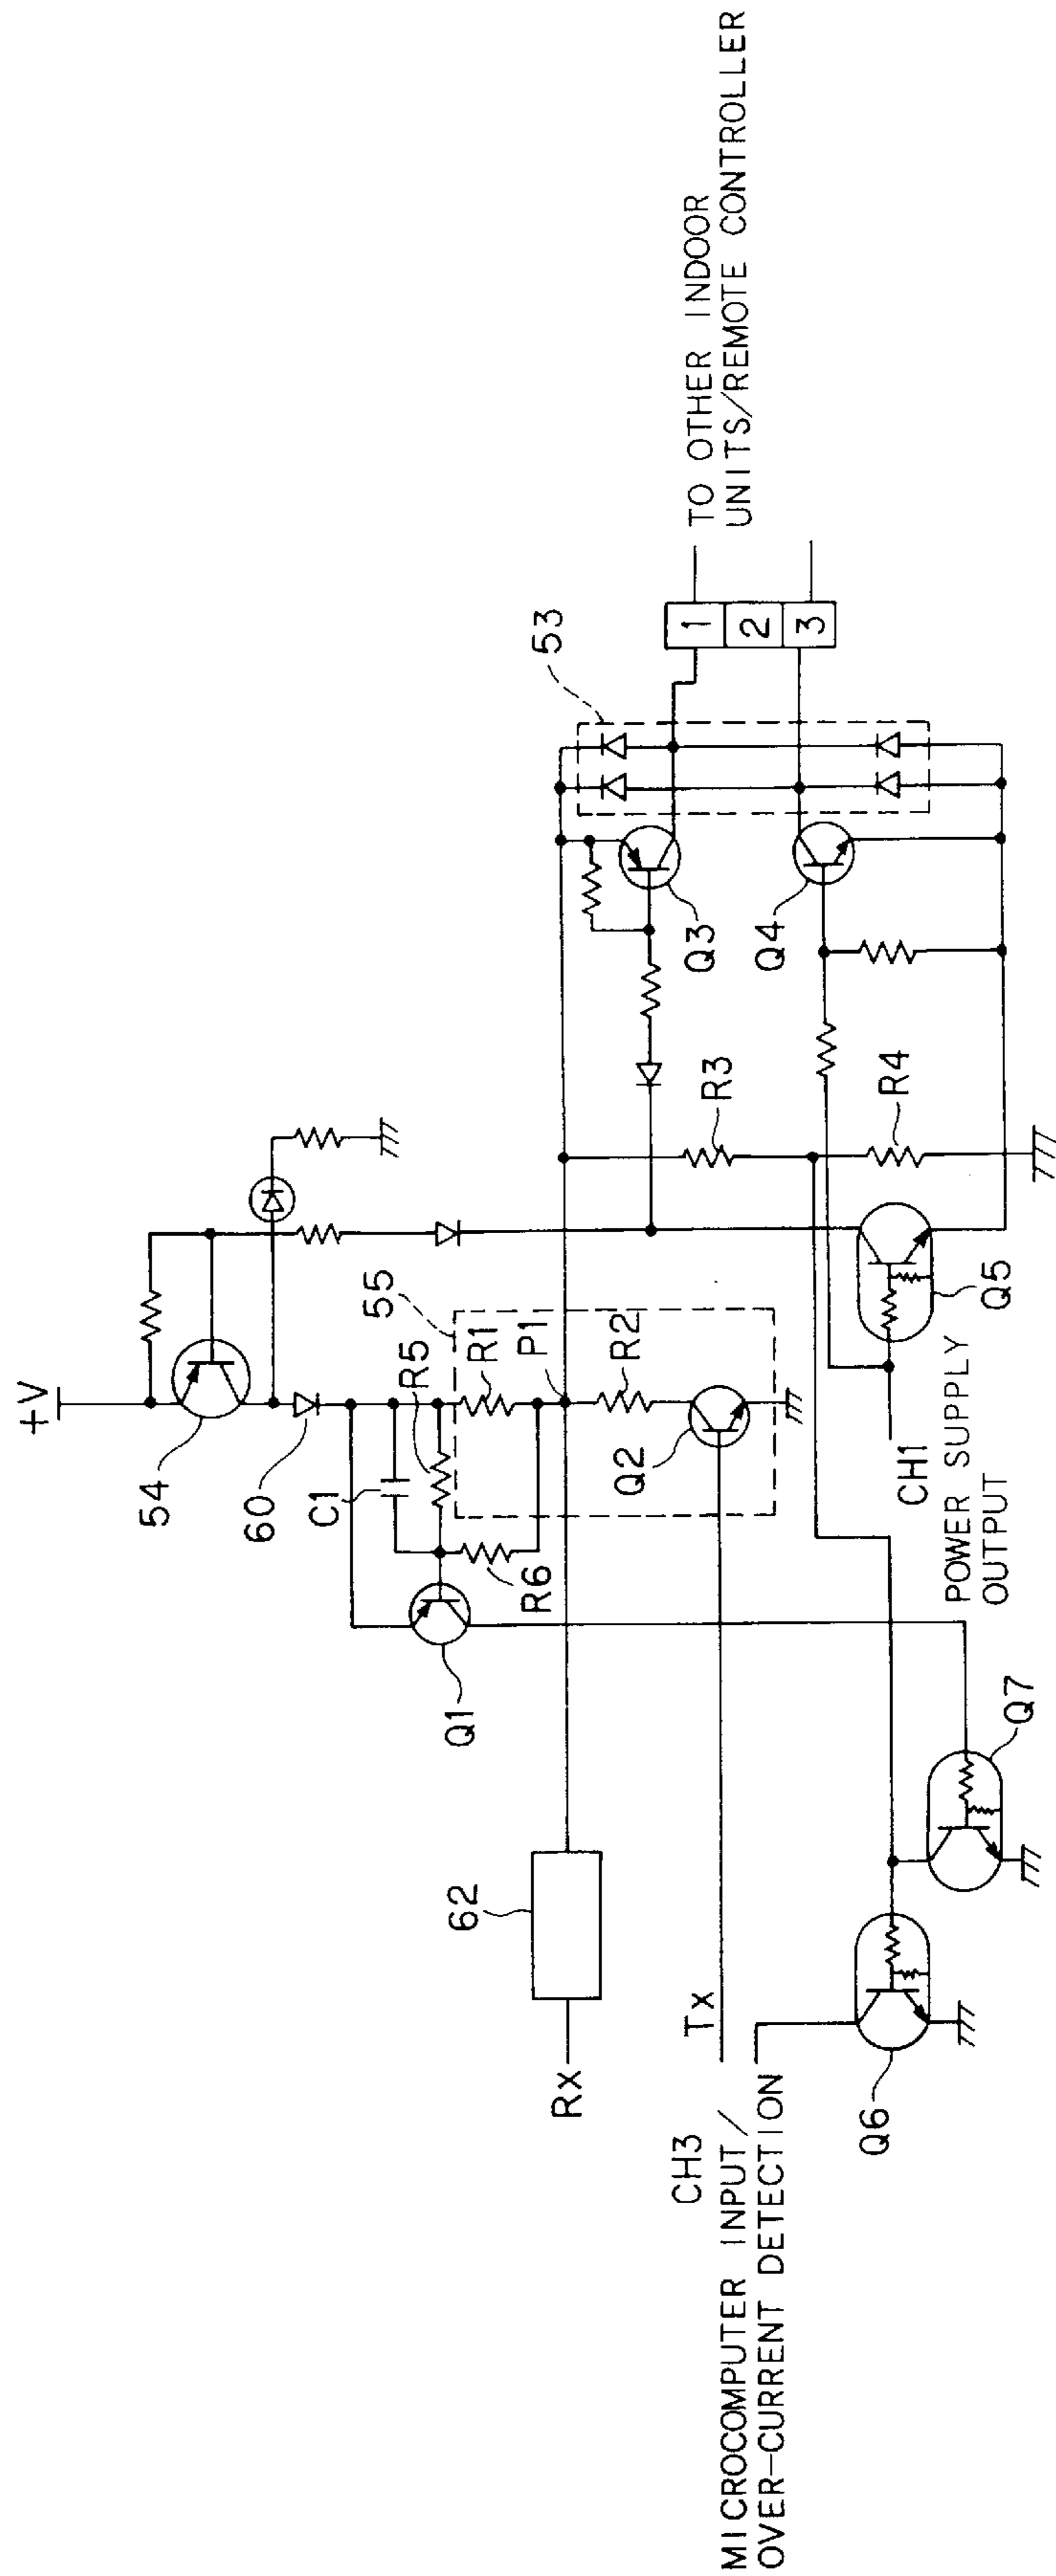 +V
54
60
C1
R5
55
R1
P1
R2
Q2
R6
Q1
62
Rx
Tx
CH3
MICROCOMPUTER INPUT/
OVER-CURRENT DETECTION
Q6
Q7
CH1
POWER SUPPLY
OUTPUT
Q5
R3
R4
Q3
Q4
53
1
2
3
TO OTHER INDOOR
UNITS/REMOTE CONTROLLER